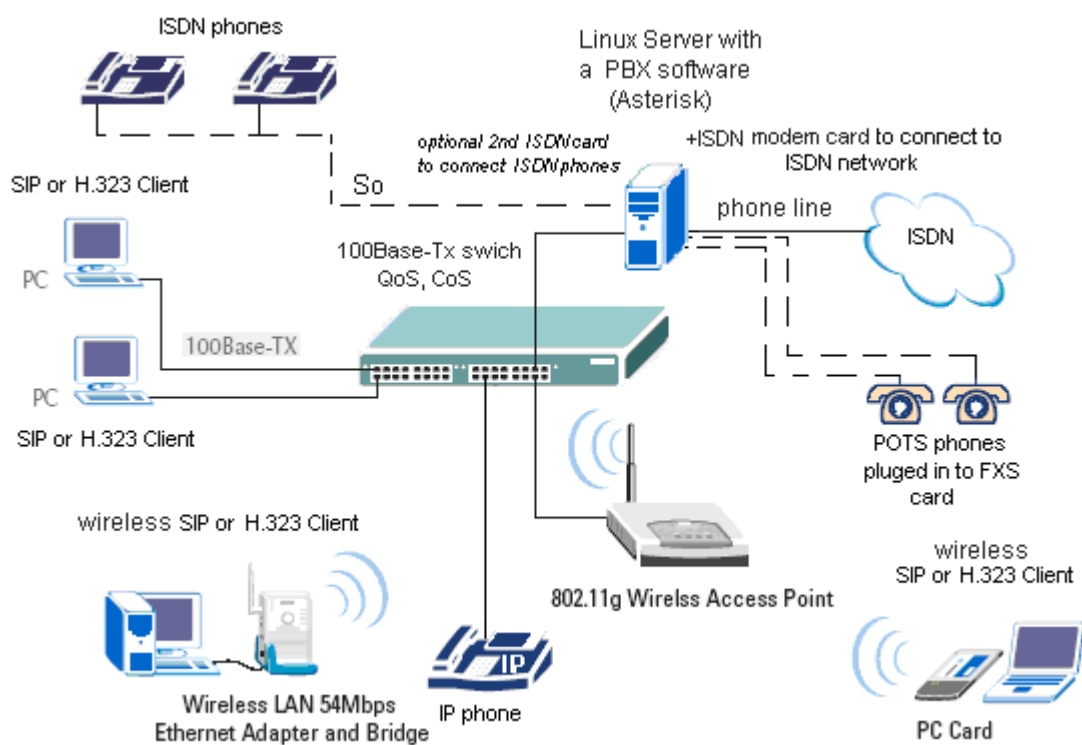 ISDN phones
Linux Server with
a PBX software
(Asterisk)
optional 2nd ISDN card
to connect ISDN phones
+ISDN modem card to connect to
ISDN network
SIP or H.323 Client
So
phone line
ISDN
PC
100Base-Tx swich
QoS, CoS
100Base-TX
PC
SIP or H.323 Client
POTS phones
pluged in to FXS
card
wireless SIP or H.323 Client
wireless
SIP or H.323 Client
802.11g Wirelss Access Point
IP
Wireless LAN 54Mbps
Ethernet Adapter and Bridge
IP phone
PC Card